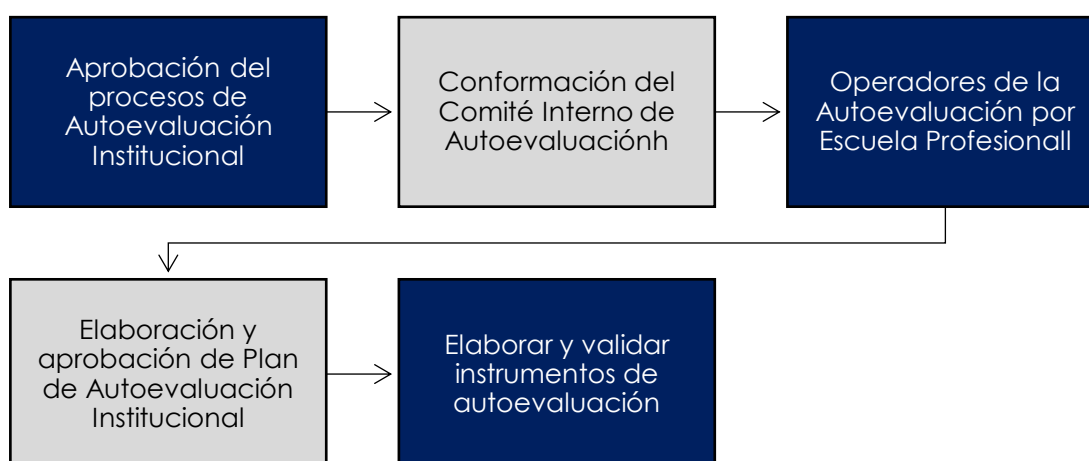 Aprobación del
procesos de
Autoevaluación
Institucional
Conformación del
Comité Interno de
Autoevaluaciónh
Operadores de la
Autoevaluación por
Escuela Profesionall
Elaboración y
aprobación de Plan
de Autoevaluación
Institucional
Elaborar y validar
instrumentos de
autoevaluación